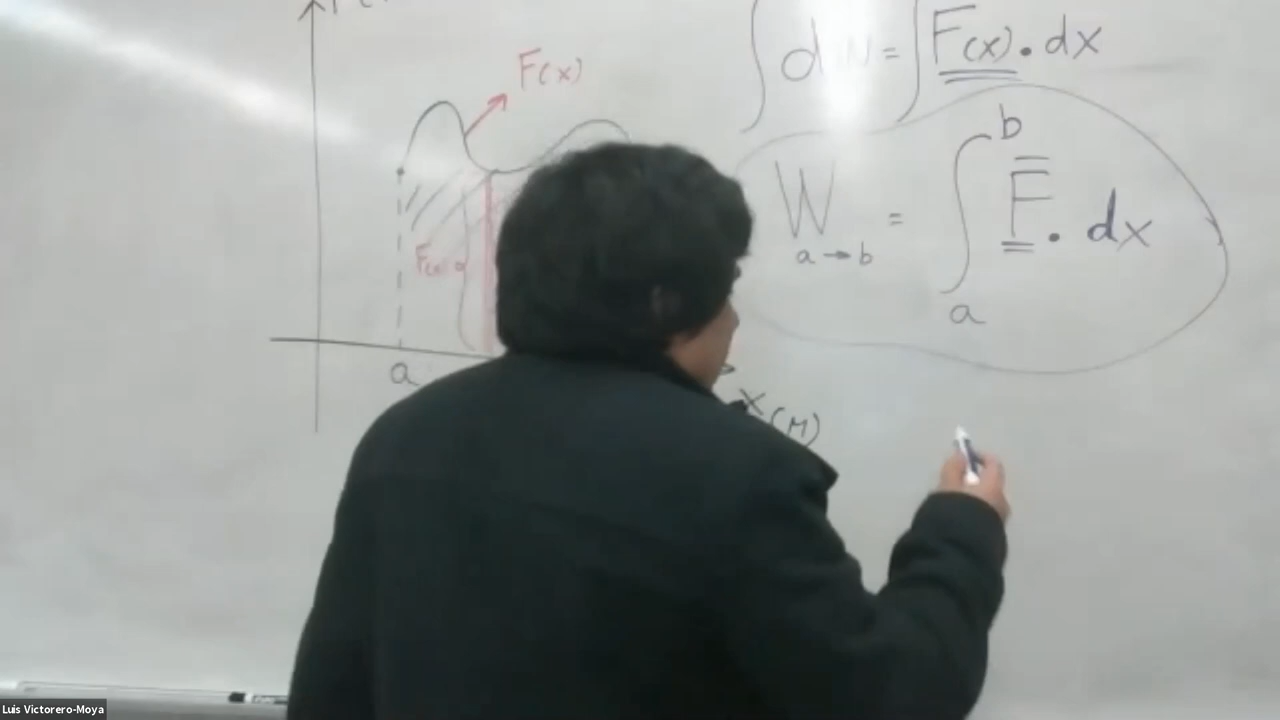 ∫ dW = ∫ F(x) • dx
F(x)
b
W = ∫ F • dx
a → b
a
F(x)
a
x (M)
Luis Victorero-Moya